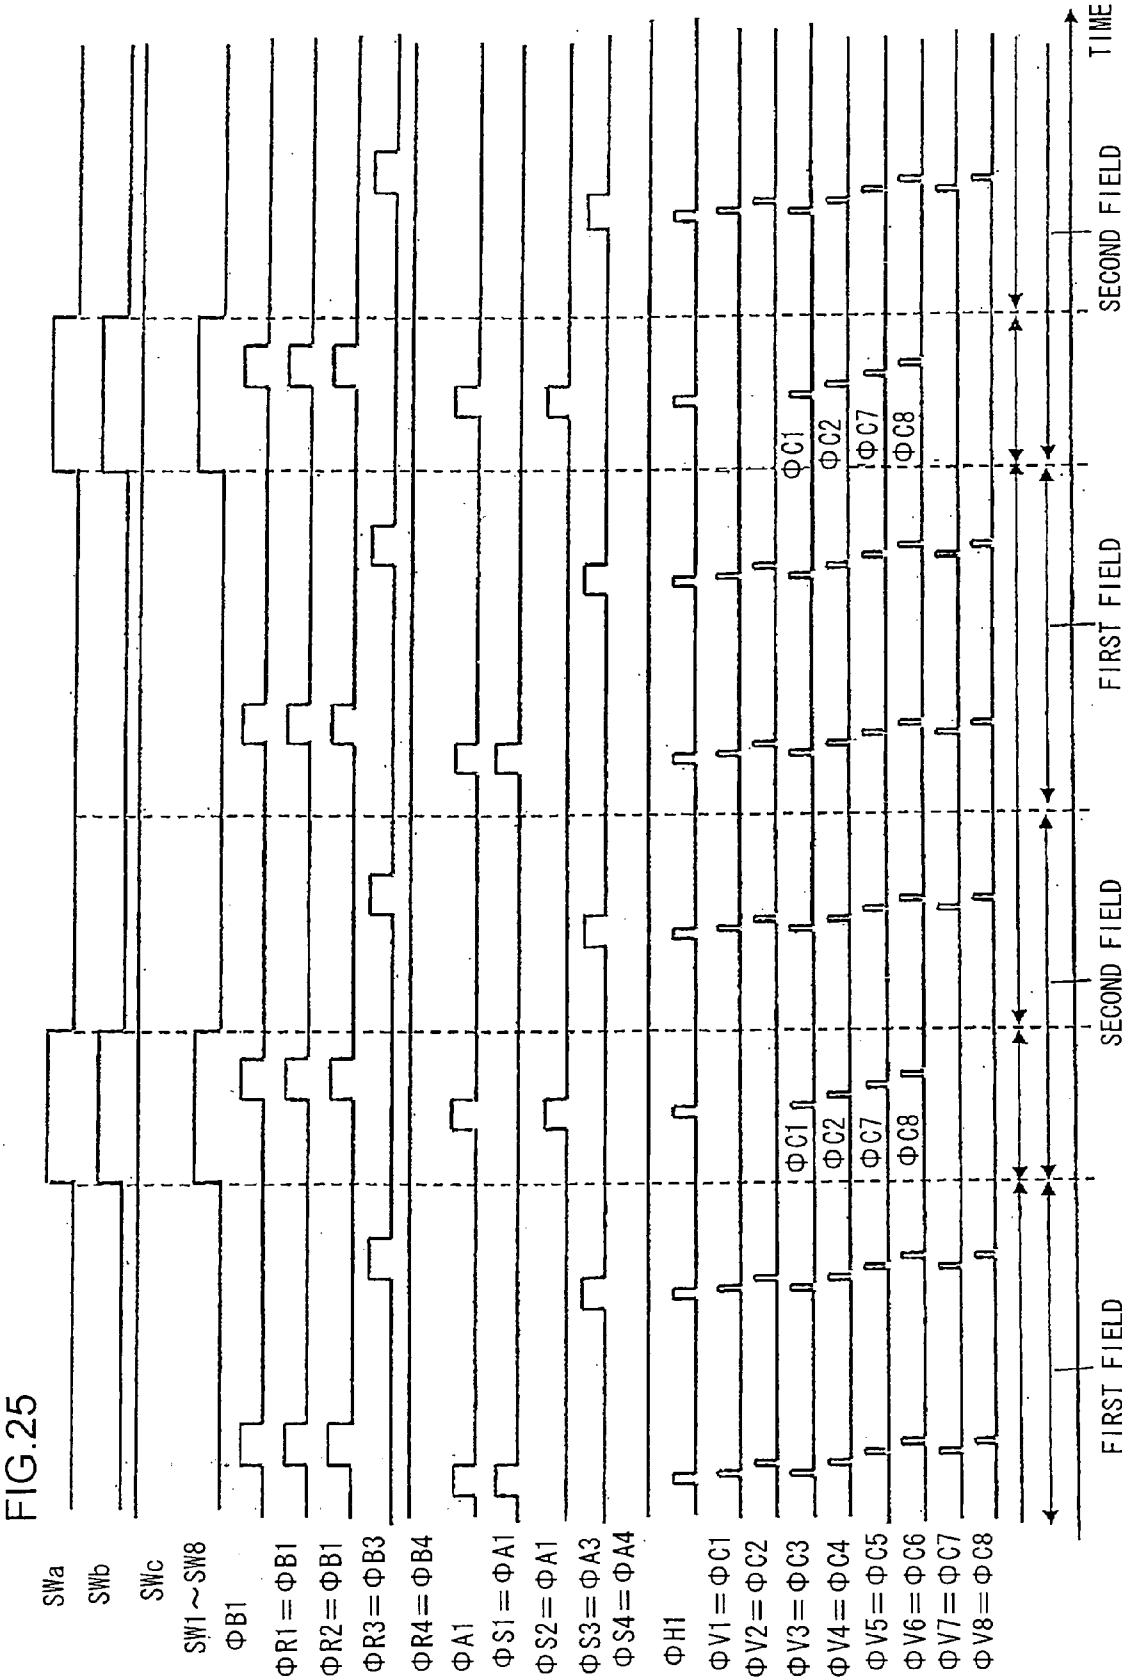 FIG.25
SWa
SWb
SWc
SW1~SW8
ΦB1
ΦR1=ΦB1
ΦR2=ΦB1
ΦR3=ΦB3
ΦR4=ΦB4
ΦA1
ΦS1=ΦA1
ΦS2=ΦA1
ΦS3=ΦA3
ΦS4=ΦA4
ΦH1
ΦV1=ΦC1
ΦV2=ΦC2
ΦV3=ΦC3
ΦV4=ΦC4
ΦV5=ΦC5
ΦV6=ΦC6
ΦV7=ΦC7
ΦV8=ΦC8
ΦC1
ΦC2
ΦC7
ΦC8
ΦC1
ΦC2
ΦC7
ΦC8
FIRST FIELD
SECOND FIELD
FIRST FIELD
SECOND FIELD
TIME